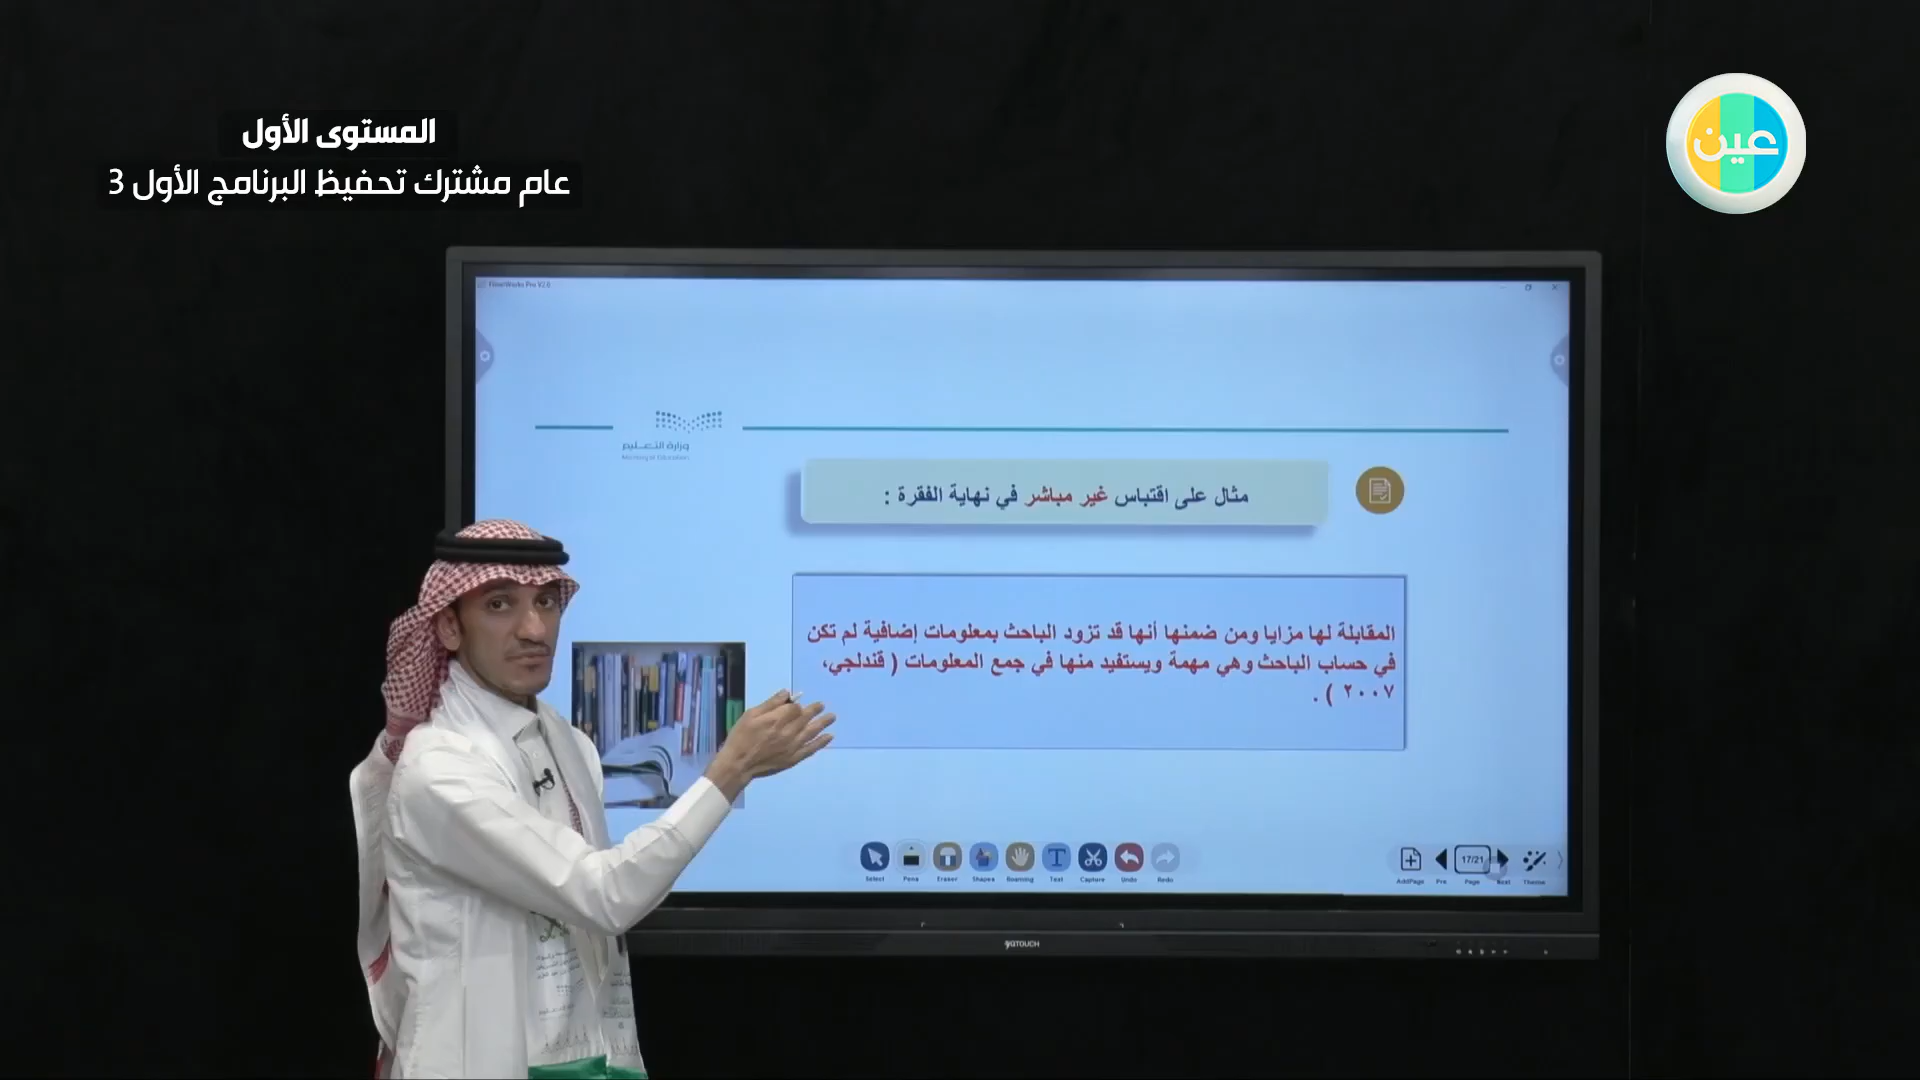 المستوى الأول
عام مشترك تحفيظ البرنامج الأول 3
عين
وزارة التعليم
Ministry of Education
مثال على اقتباس غير مباشر في نهاية الفقرة :
المقابلة لها مزايا ومن ضمنها أنها قد تزود الباحث بمعلومات إضافية لم تكن
في حساب الباحث وهي مهمة ويستفيد منها في جمع المعلومات ( قندلجي،
٢٠٠٧ ) .
Select Pens Eraser Shapes Roaming Text Capture Undo Redo
AddPage Pre 17/21 Page Next Theme